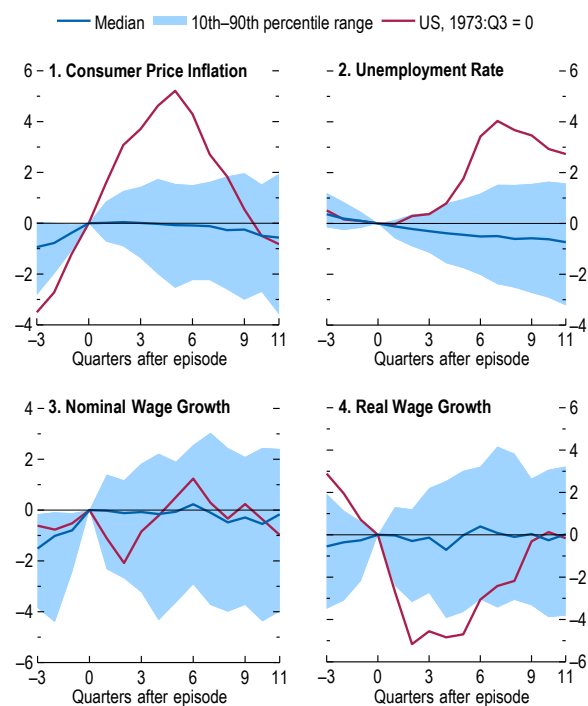 Median 10th–90th percentile range US, 1973:Q3 = 0
1. Consumer Price Inflation
6
4
2
0
–2
–4
–3 0 3 6 9 11
Quarters after episode
2. Unemployment Rate
6
4
2
0
–2
–4
–3 0 3 6 9 11
Quarters after episode
3. Nominal Wage Growth
4
2
0
–2
–4
–6
–3 0 3 6 9 11
Quarters after episode
4. Real Wage Growth
6
4
2
0
–2
–4
–6
–3 0 3 6 9 11
Quarters after episode